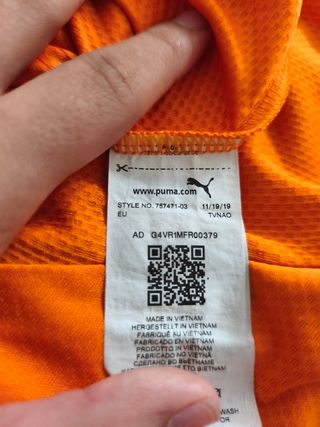 www.puma.com
STYLE NO. 757471-03 11/19/19
EU TVNAO
AD G4VR1MFR00379
MADE IN VIETNAM
HERGESTELLT IN VIETNAM
FABRIQUÉ AU VIETNAM
FABRICADO EN VIETNAM
PRODOTTO IN VIETNAM
FABRICADO NO VIETNÃ
СДЕЛАНО ВО ВЬЕТНАМЕ
WASH